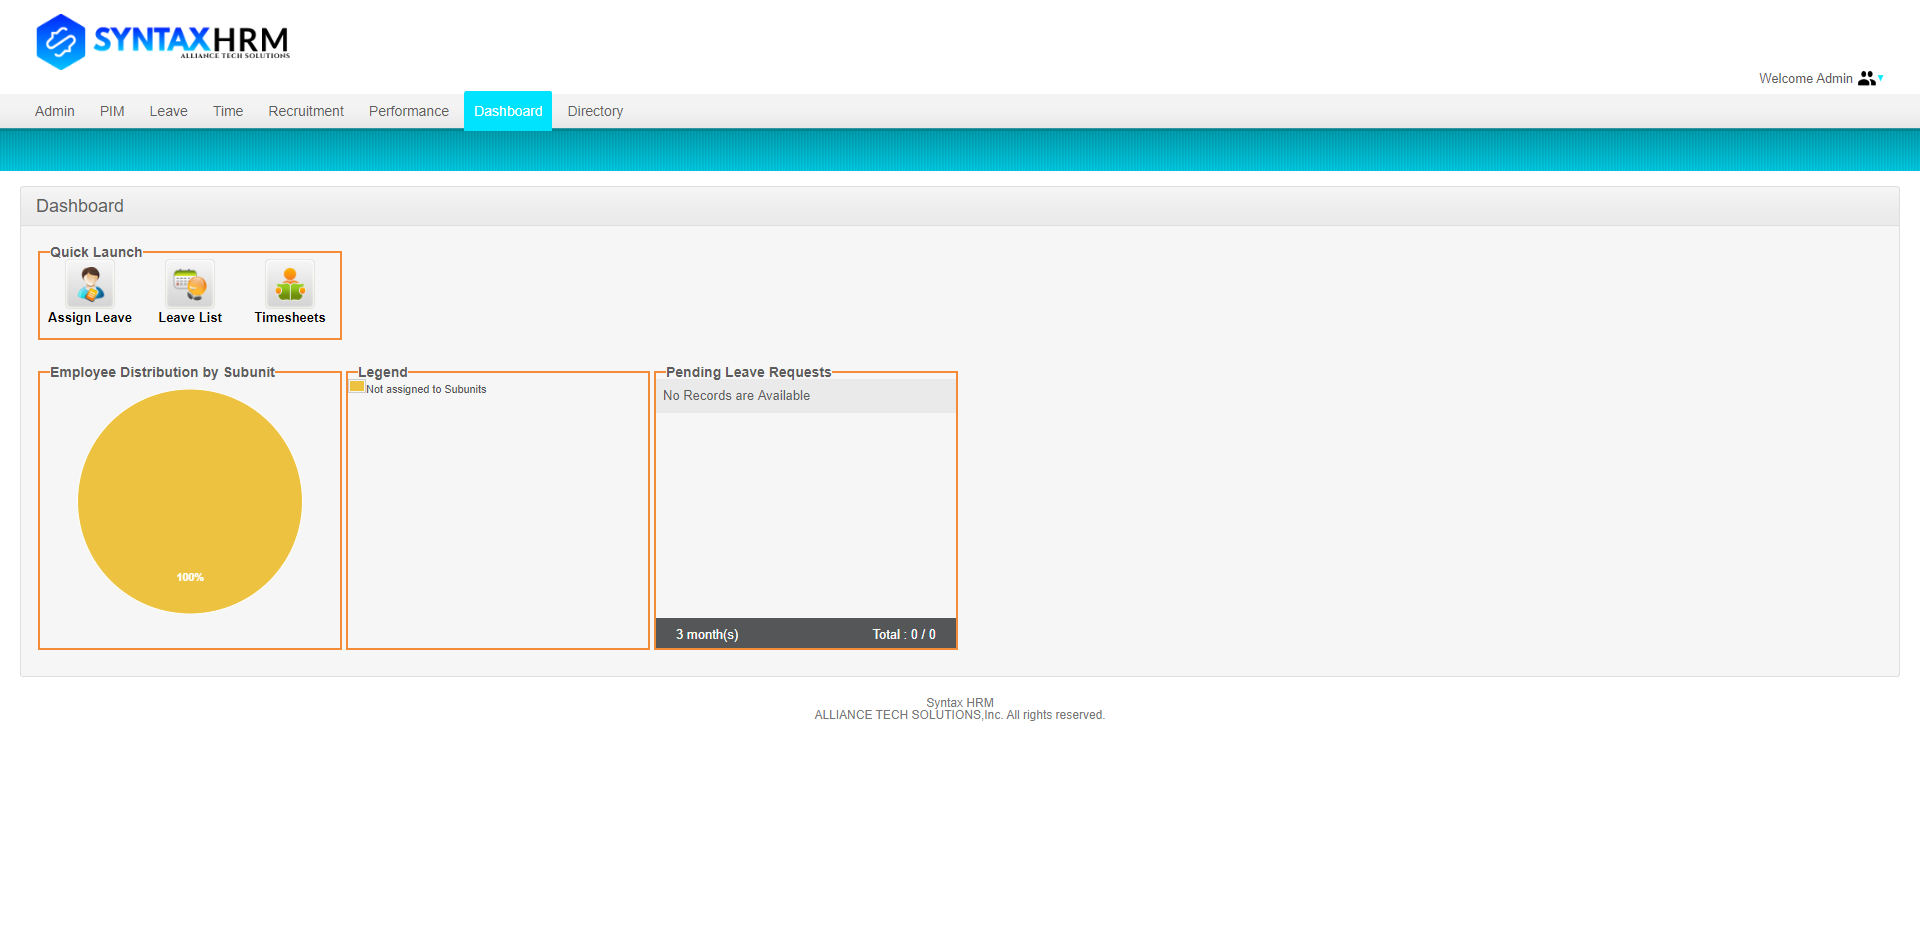 SYNTAXHRM
ALLIANCE TECH SOLUTIONS
Welcome Admin
Admin PIM Leave Time Recruitment Performance Dashboard Directory
Dashboard
Quick Launch
Assign Leave Leave List Timesheets
Employee Distribution by Subunit
100%
Legend
Not assigned to Subunits
Pending Leave Requests
No Records are Available
3 month(s) Total : 0 / 0
Syntax HRM
ALLIANCE TECH SOLUTIONS,Inc. All rights reserved.